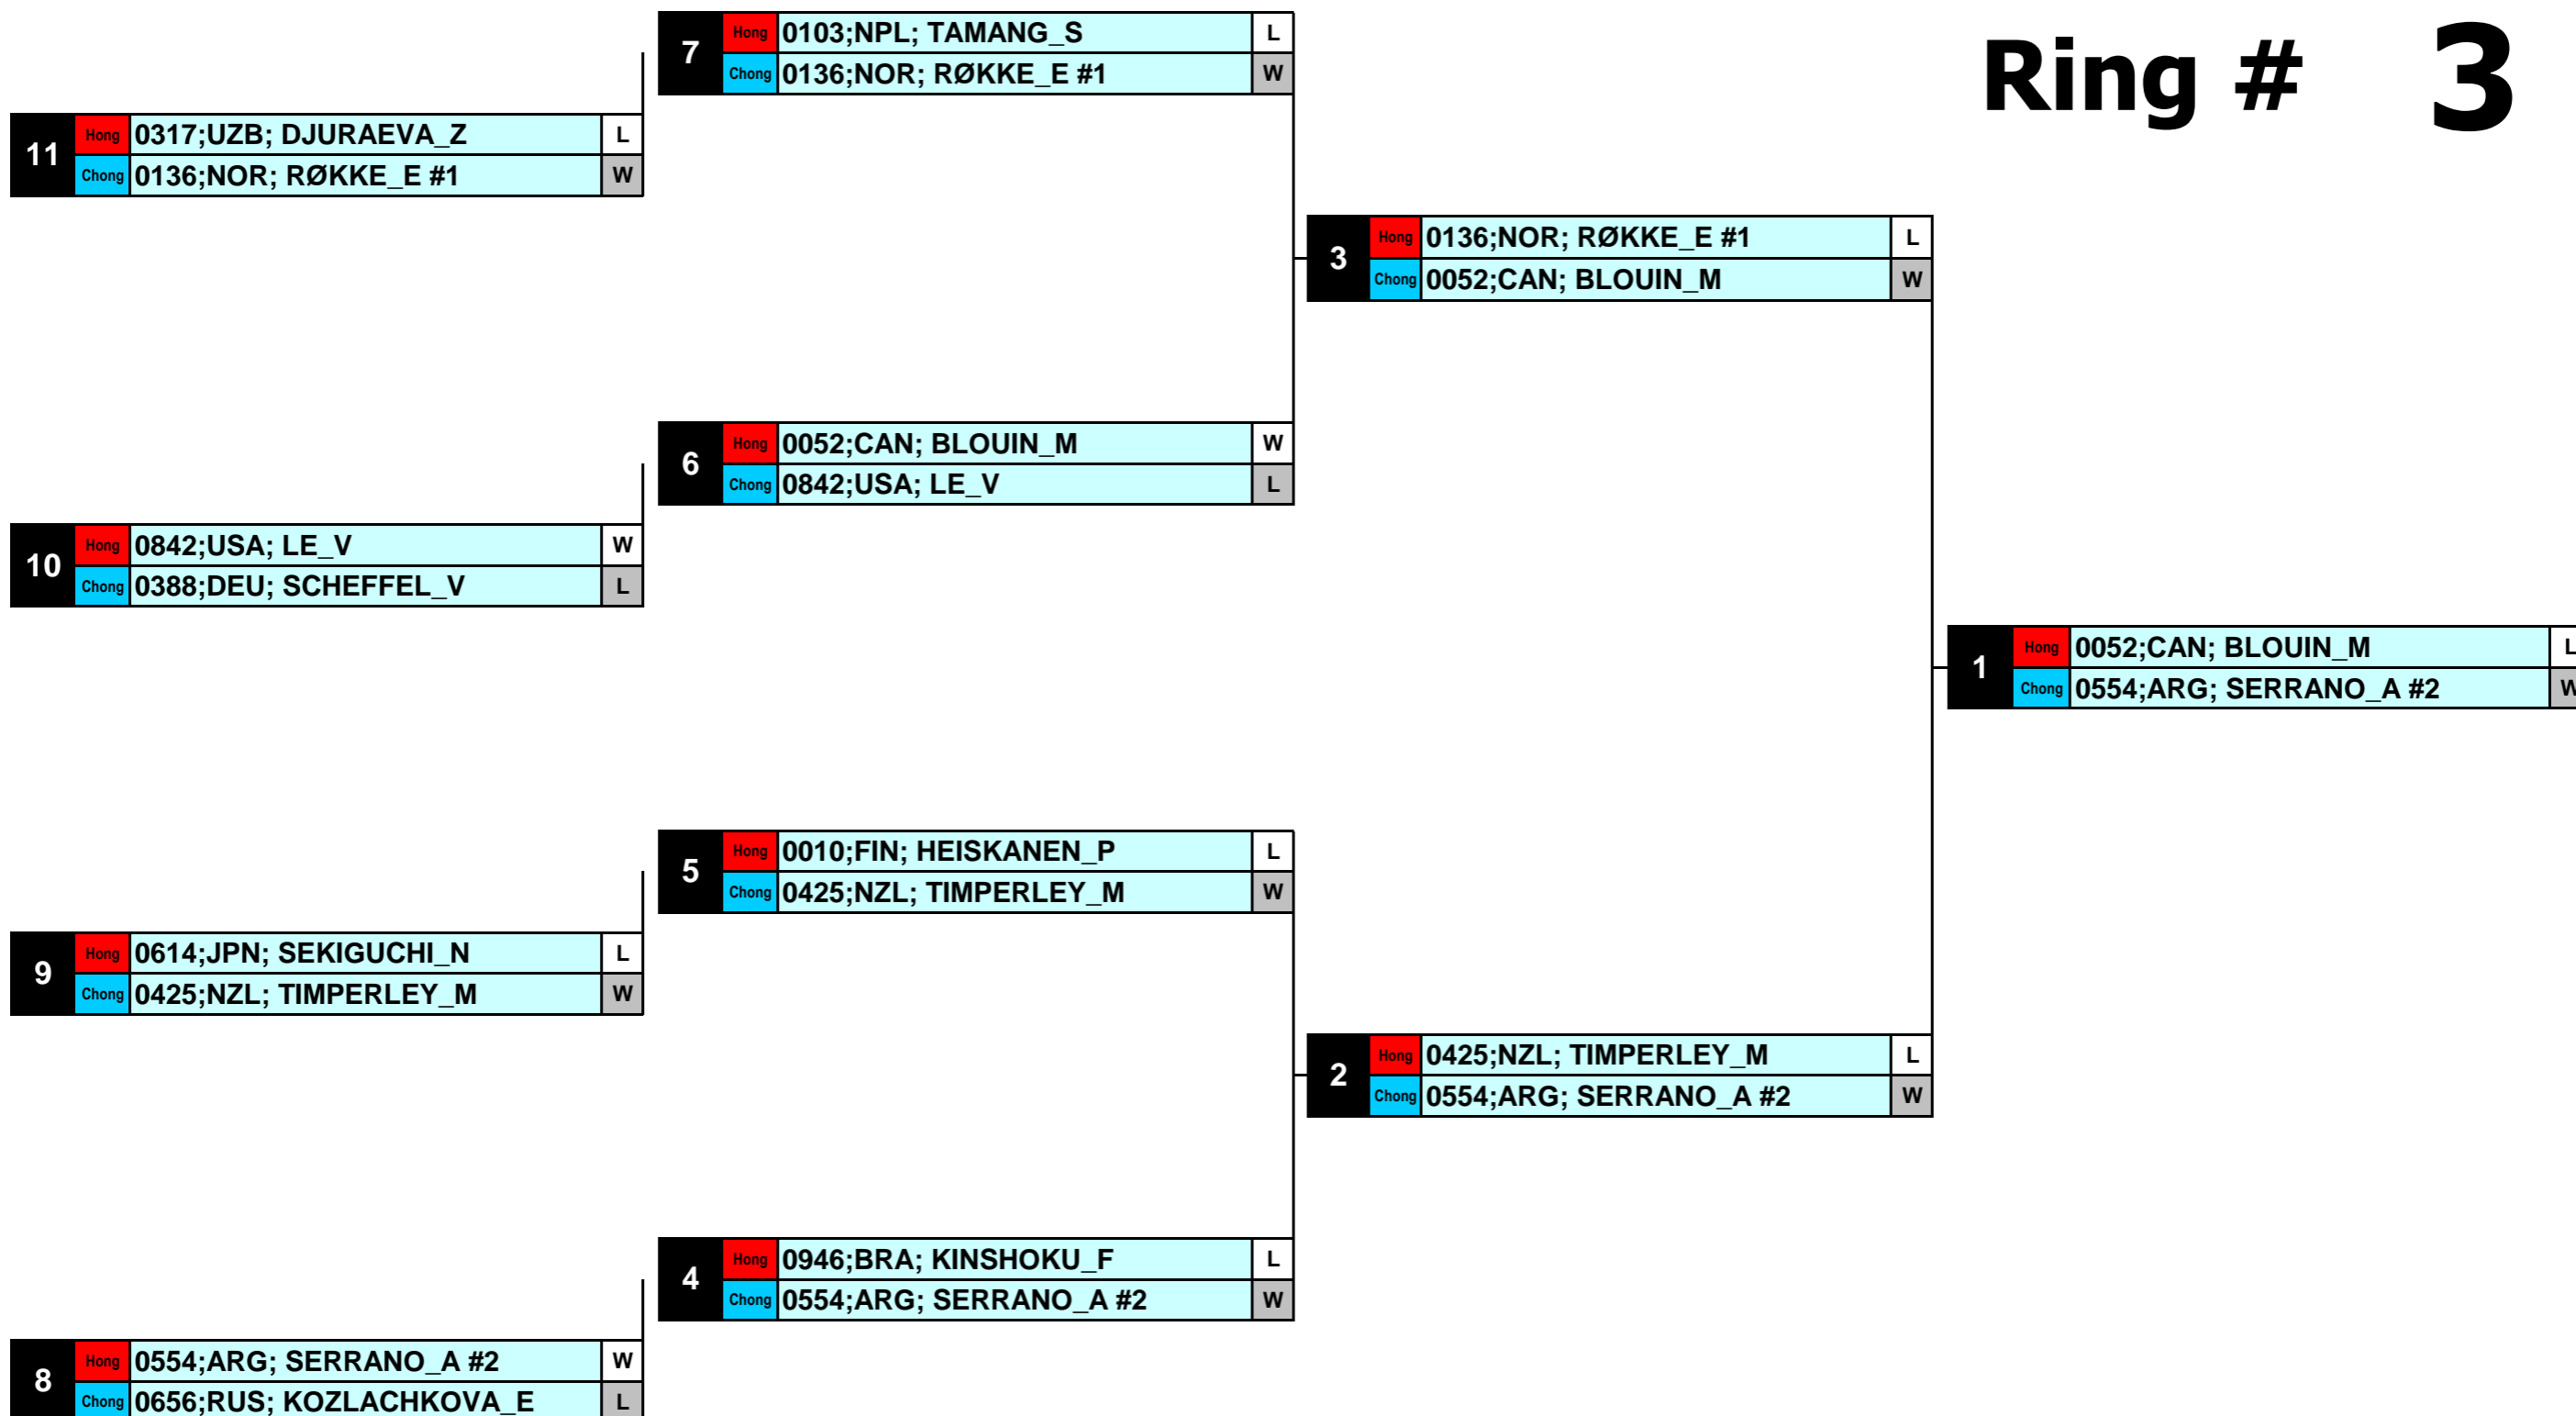 Ring # 3
7
Hong 0103;NPL; TAMANG_S L
Chong 0136;NOR; RØKKE_E #1 W
11
Hong 0317;UZB; DJURAEVA_Z L
Chong 0136;NOR; RØKKE_E #1 W
3
Hong 0136;NOR; RØKKE_E #1 L
Chong 0052;CAN; BLOUIN_M W
6
Hong 0052;CAN; BLOUIN_M W
Chong 0842;USA; LE_V L
10
Hong 0842;USA; LE_V W
Chong 0388;DEU; SCHEFFEL_V L
1
Hong 0052;CAN; BLOUIN_M L
Chong 0554;ARG; SERRANO_A #2 W
5
Hong 0010;FIN; HEISKANEN_P L
Chong 0425;NZL; TIMPERLEY_M W
9
Hong 0614;JPN; SEKIGUCHI_N L
Chong 0425;NZL; TIMPERLEY_M W
2
Hong 0425;NZL; TIMPERLEY_M L
Chong 0554;ARG; SERRANO_A #2 W
4
Hong 0946;BRA; KINSHOKU_F L
Chong 0554;ARG; SERRANO_A #2 W
8
Hong 0554;ARG; SERRANO_A #2 W
Chong 0656;RUS; KOZLACHKOVA_E L